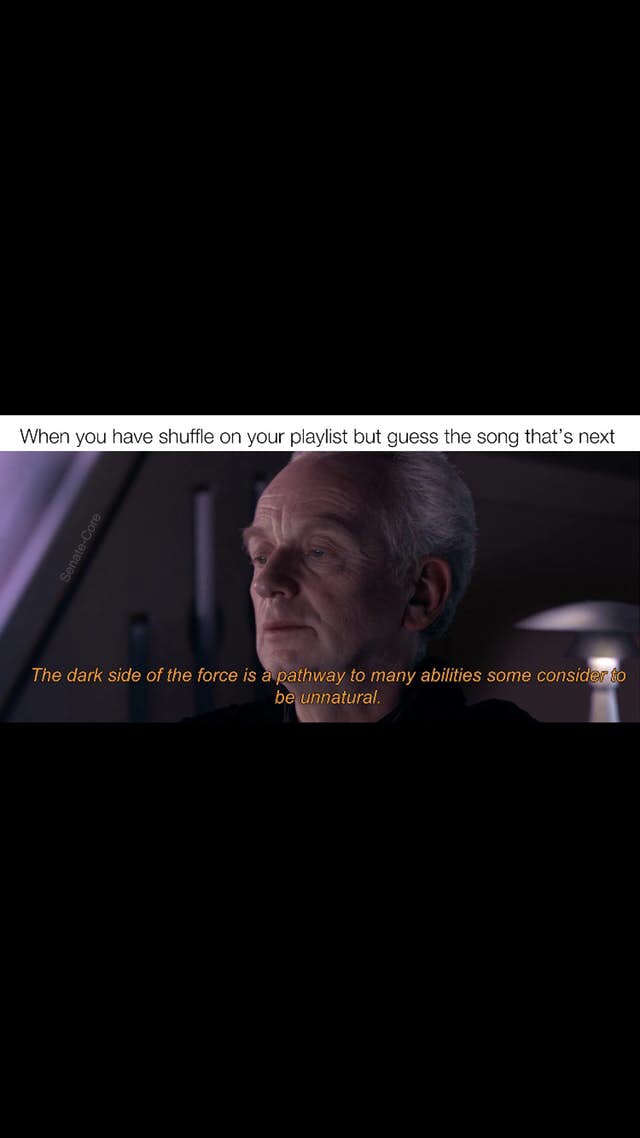 When you have shuffle on your playlist but guess the song that's next
Senate-Core
The dark side of the force is a pathway to many abilities some consider to
be unnatural.